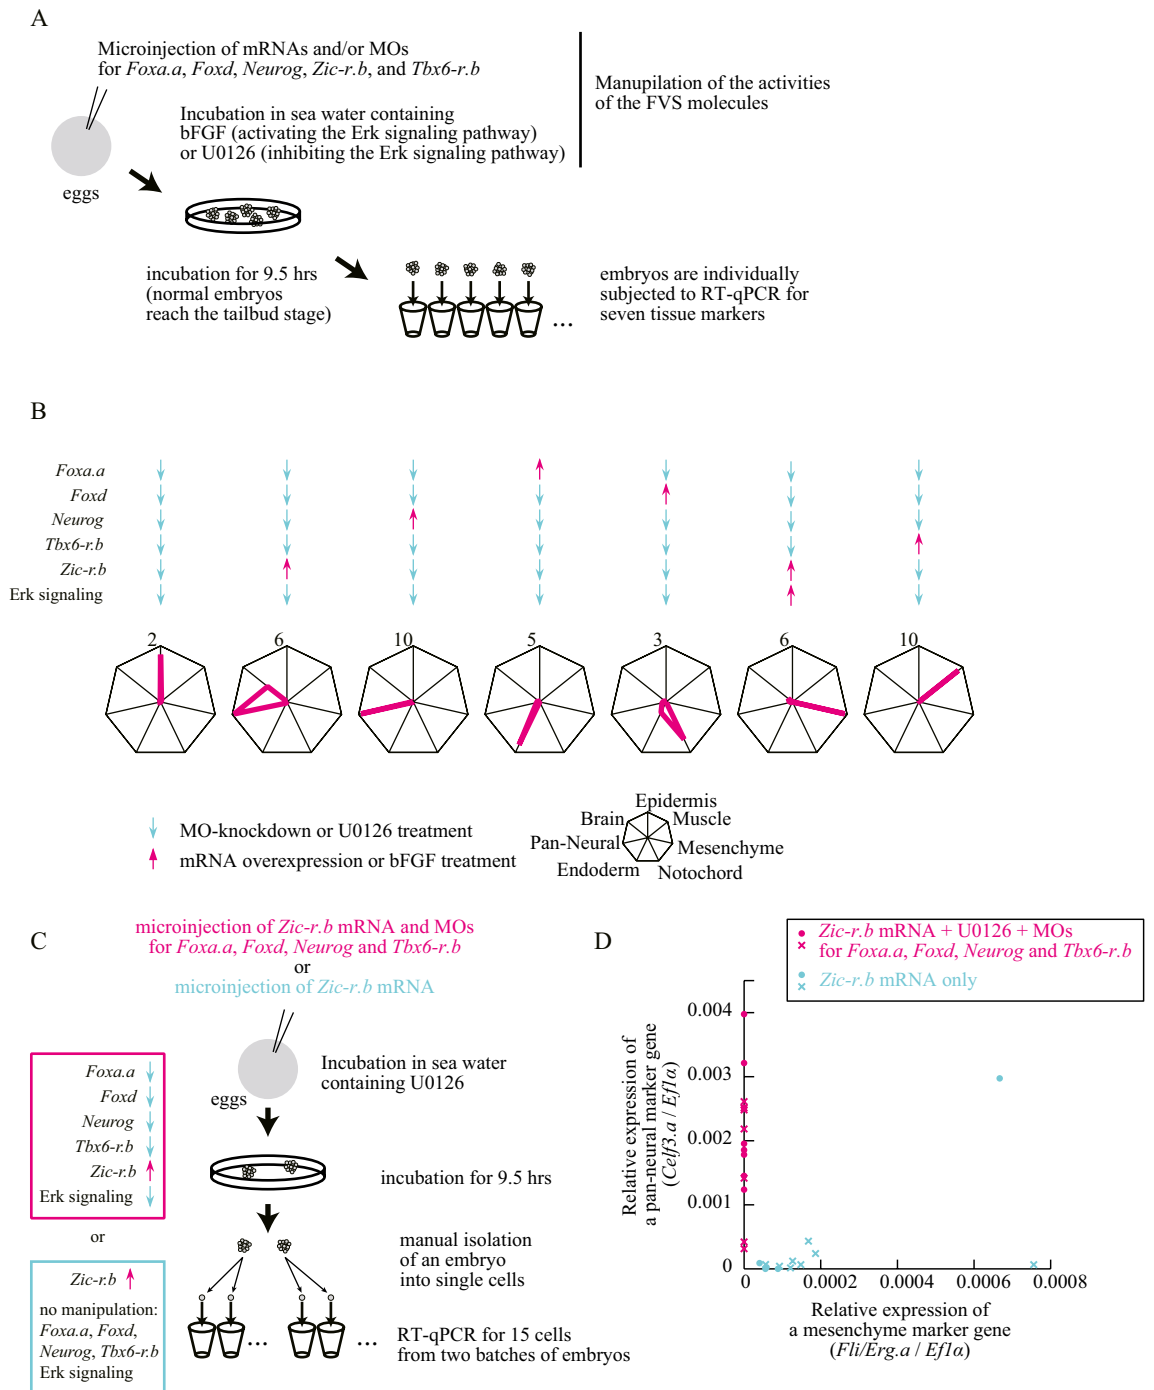 A
Microinjection of mRNAs and/or MOs
for Foxa.a, Foxd, Neurog, Zic-r.b, and Tbx6-r.b
Manupilation of the activities
of the FVS molecules
Incubation in sea water containing
bFGF (activating the Erk signaling pathway)
or U0126 (inhibiting the Erk signaling pathway)
eggs
incubation for 9.5 hrs
(normal embryos
reach the tailbud stage)
...
embryos are individually
subjected to RT-qPCR for
seven tissue markers
B
Foxa.a
Foxd
Neurog
Tbx6-r.b
Zic-r.b
Erk signaling
2 6 10 5 3 6 10
MO-knockdown or U0126 treatment
mRNA overexpression or bFGF treatment
Epidermis
Brain Muscle
Pan-Neural Mesenchyme
Endoderm Notochord
C
microinjection of Zic-r.b mRNA and MOs
for Foxa.a, Foxd, Neurog and Tbx6-r.b
or
microinjection of Zic-r.b mRNA
Incubation in sea water
containing U0126
eggs
Foxa.a
Foxd
Neurog
Tbx6-r.b
Zic-r.b
Erk signaling
or
Zic-r.b
no manipulation:
Foxa.a, Foxd,
Neurog, Tbx6-r.b
Erk signaling
incubation for 9.5 hrs
manual isolation
of an embryo
into single cells
... ...
RT-qPCR for 15 cells
from two batches of embryos
D
Zic-r.b mRNA + U0126 + MOs
for Foxa.a, Foxd, Neurog and Tbx6-r.b
Zic-r.b mRNA only
Relative expression of
a pan-neural marker gene
(Celf3.a / Ef1α)
0.004
0.003
0.002
0.001
0
0 0.0002 0.0004 0.0006 0.0008
Relative expression of
a mesenchyme marker gene
(Fli/Erg.a / Ef1α)